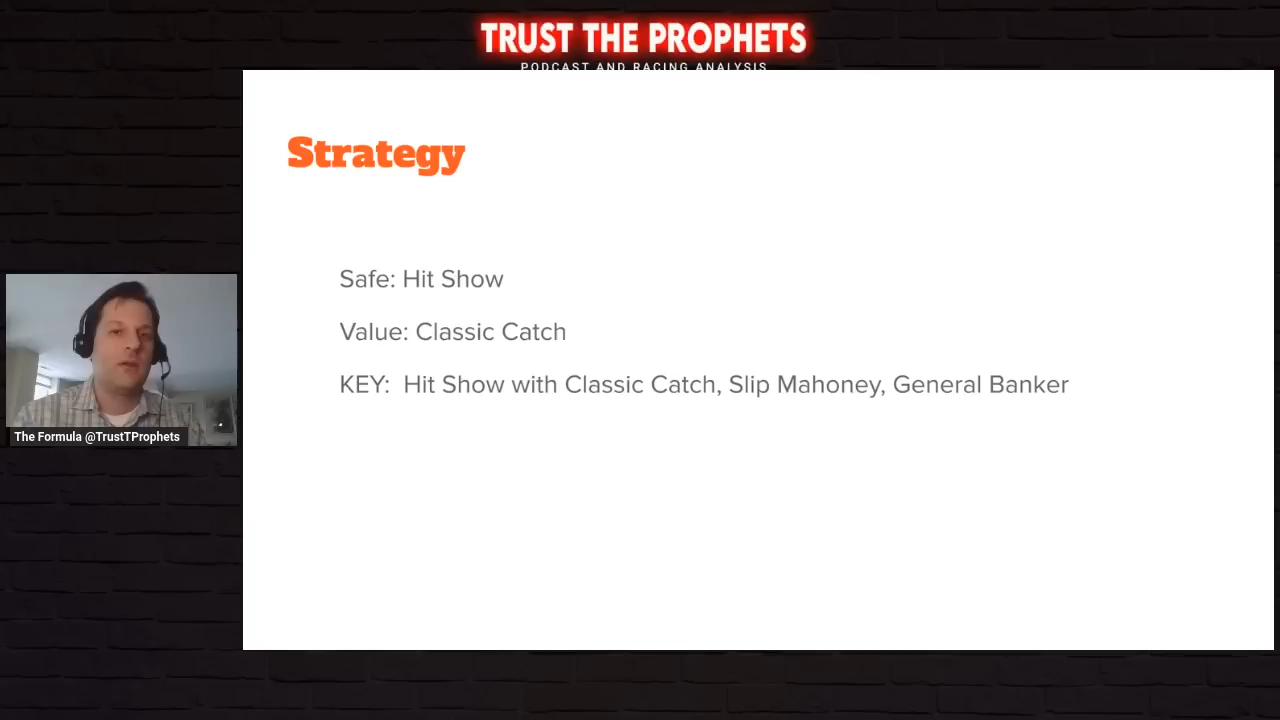 TRUST THE PROPHETS
PODCAST AND RACING ANALYSIS
Strategy
Safe: Hit Show
Value: Classic Catch
KEY:  Hit Show with Classic Catch, Slip Mahoney, General Banker
The Formula @TrustTProphets